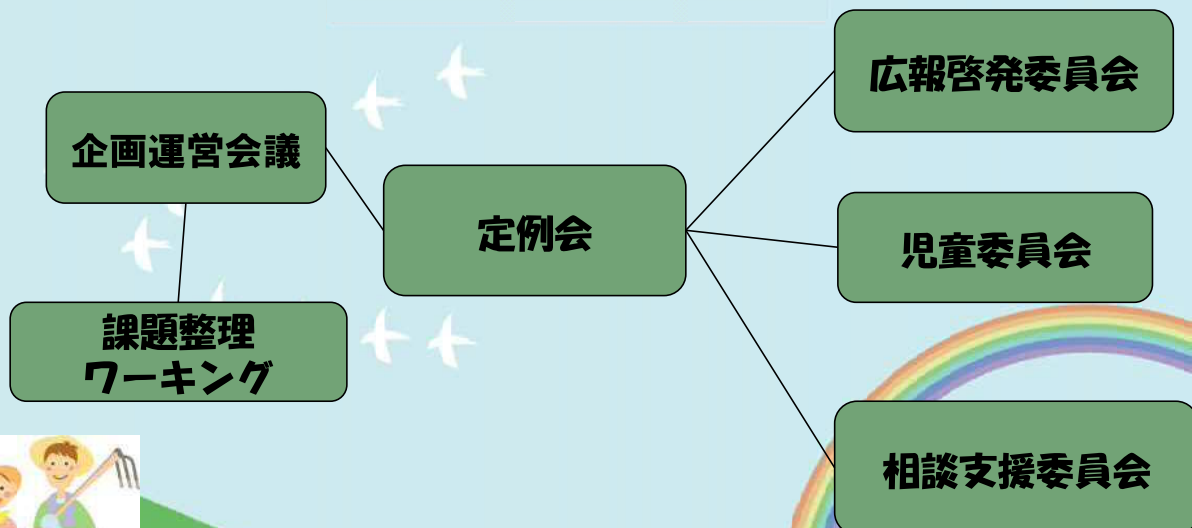 企画運営会議
課題整理
ワーキング
定例会
広報啓発委員会
児童委員会
相談支援委員会